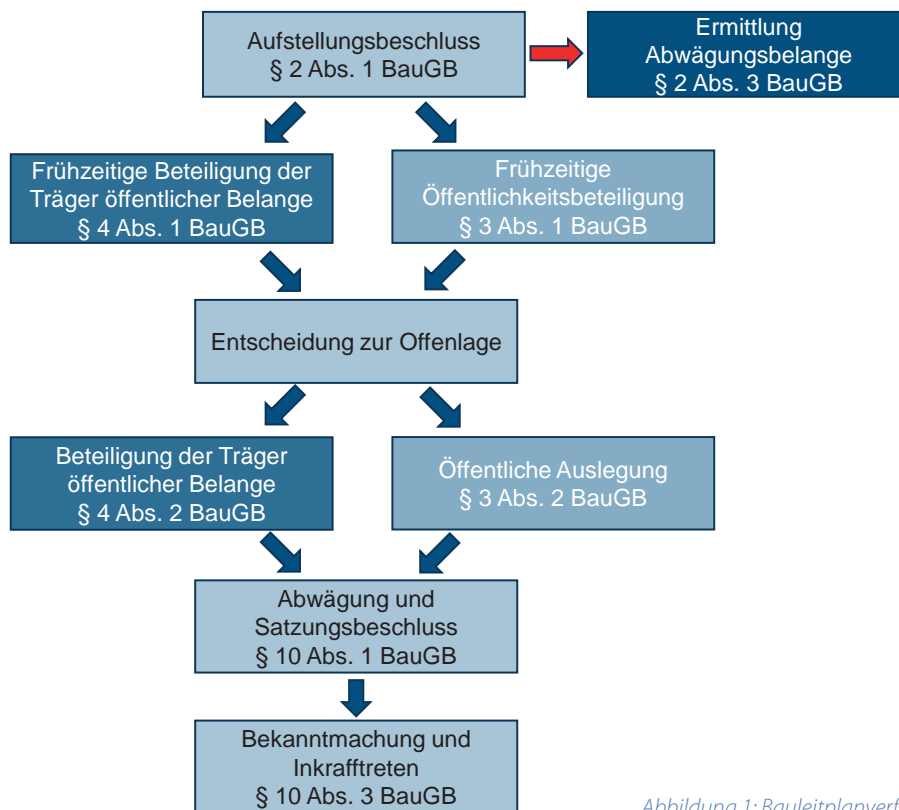 Aufstellungsbeschluss
§ 2 Abs. 1 BauGB
Ermittlung
Abwägungsbelange
§ 2 Abs. 3 BauGB
Frühzeitige Beteiligung der
Träger öffentlicher Belange
§ 4 Abs. 1 BauGB
Frühzeitige
Öffentlichkeitsbeteiligung
§ 3 Abs. 1 BauGB
Entscheidung zur Offenlage
Beteiligung der Träger
öffentlicher Belange
§ 4 Abs. 2 BauGB
Öffentliche Auslegung
§ 3 Abs. 2 BauGB
Abwägung und
Satzungsbeschluss
§ 10 Abs. 1 BauGB
Bekanntmachung und
Inkrafttreten
§ 10 Abs. 3 BauGB
Abbildung 1: